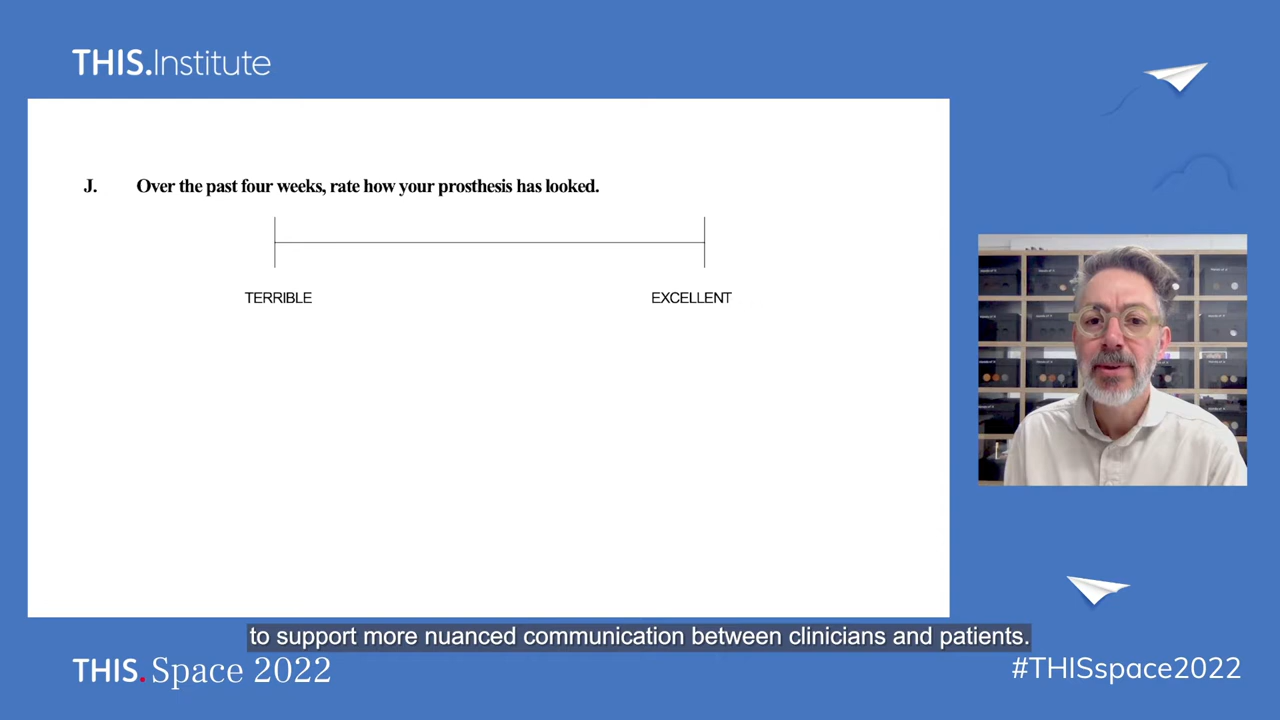 THIS.Institute
J. Over the past four weeks, rate how your prosthesis has looked.
TERRIBLE EXCELLENT
to support more nuanced communication between clinicians and patients.
THIS.Space 2022 #THISspace2022